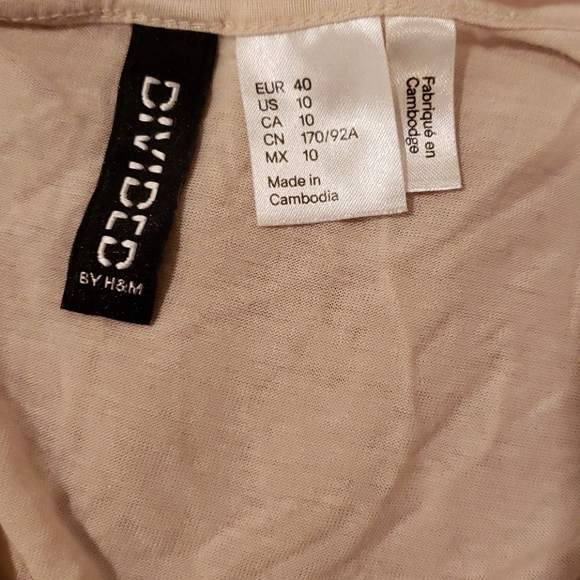 DIVIDED
BY H&M
EUR 40
US 10
CA 10
CN 170/92A
MX 10
Made in
Cambodia
Fabriqué en
Cambodge